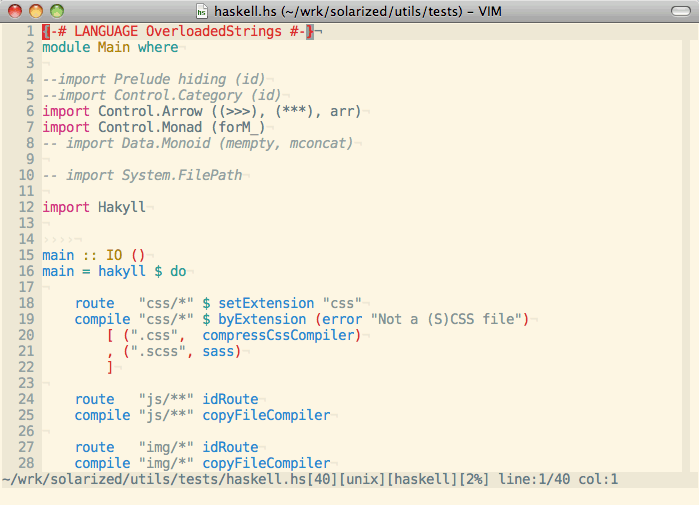 haskell.hs (~/wrk/solarized/utils/tests) – VIM
1 {-# LANGUAGE OverloadedStrings #-}¬
2 module Main where¬
3 ¬
4 --import Prelude hiding (id)¬
5 --import Control.Category (id)¬
6 import Control.Arrow ((>>>), (***), arr)¬
7 import Control.Monad (forM_)¬
8 -- import Data.Monoid (mempty, mconcat)¬
9 ¬
10 -- import System.FilePath¬
11 ¬
12 import Hakyll¬
13 ¬
14 ››››¬
15 main :: IO ()¬
16 main = hakyll $ do¬
17 ¬
18     route   "css/*" $ setExtension "css"¬
19     compile "css/*" $ byExtension (error "Not a (S)CSS file")¬
20         [ (".css",  compressCssCompiler)¬
21         , (".scss", sass)¬
22         ]¬
23 ¬
24     route   "js/**" idRoute¬
25     compile "js/**" copyFileCompiler¬
26 ¬
27     route   "img/*" idRoute¬
28     compile "img/*" copyFileCompiler¬
~/wrk/solarized/utils/tests/haskell.hs[40][unix][haskell][2%] line:1/40 col:1